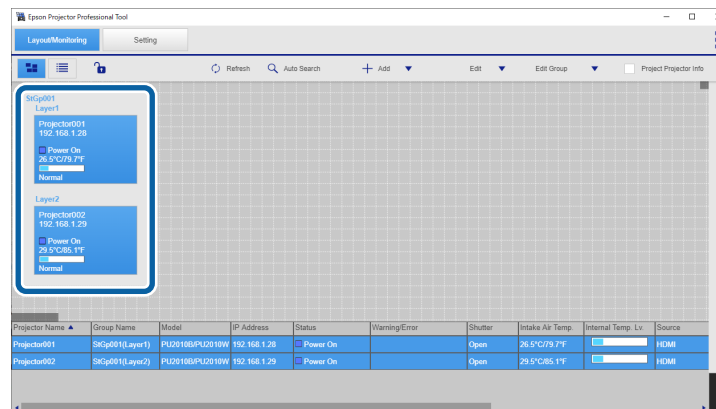 Epson Projector Professional Tool
Layout/Monitoring Setting
Refresh Auto Search Add Edit Edit Group Project Projector Info
StGp001
Layer1
Projector001
192.168.1.28
Power On
26.5°C/79.7°F
Normal
Layer2
Projector002
192.168.1.29
Power On
29.5°C/85.1°F
Normal
Projector Name Group Name Model IP Address Status Warning/Error Shutter Intake Air Temp. Internal Temp. Lv. Source
Projector001 StGp001(Layer1) PU2010B/PU2010W 192.168.1.28 Power On Open 26.5°C/79.7°F HDMI
Projector002 StGp001(Layer2) PU2010B/PU2010W 192.168.1.29 Power On Open 29.5°C/85.1°F HDMI